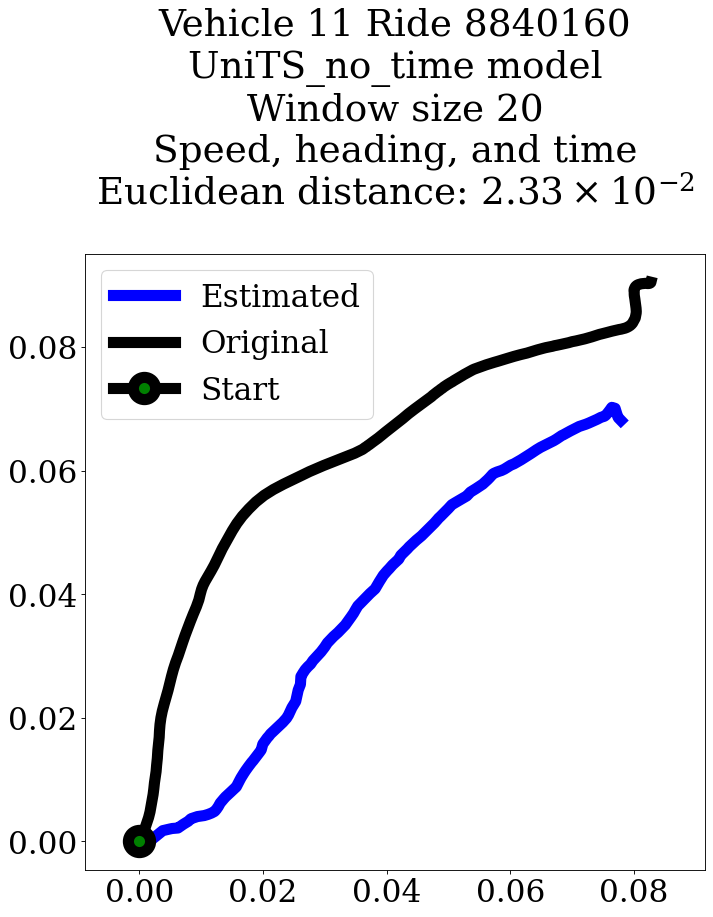 Vehicle 11 Ride 8840160
UniTS_no_time model
Window size 20
Speed, heading, and time
Euclidean distance: 2.33 × 10⁻²
Estimated
Original
Start
0.08
0.06
0.04
0.02
0.00
0.00 0.02 0.04 0.06 0.08